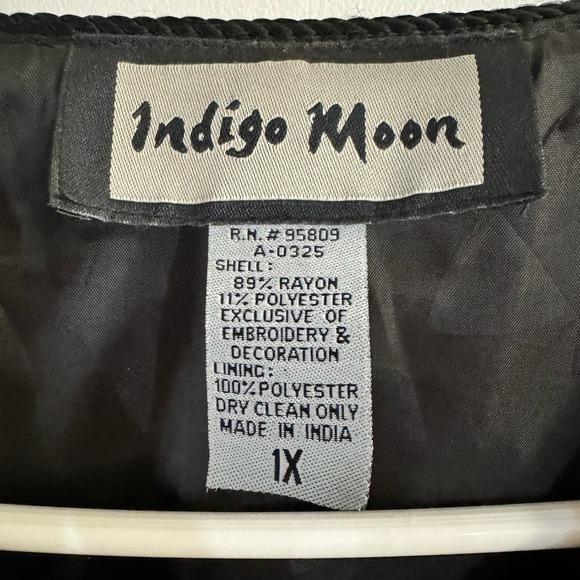 Indigo Moon
R.N.# 95809
A-0325
SHELL:
89% RAYON
11% POLYESTER
EXCLUSIVE OF
EMBROIDERY &
DECORATION
LINING:
100% POLYESTER
DRY CLEAN ONLY
MADE IN INDIA
1X